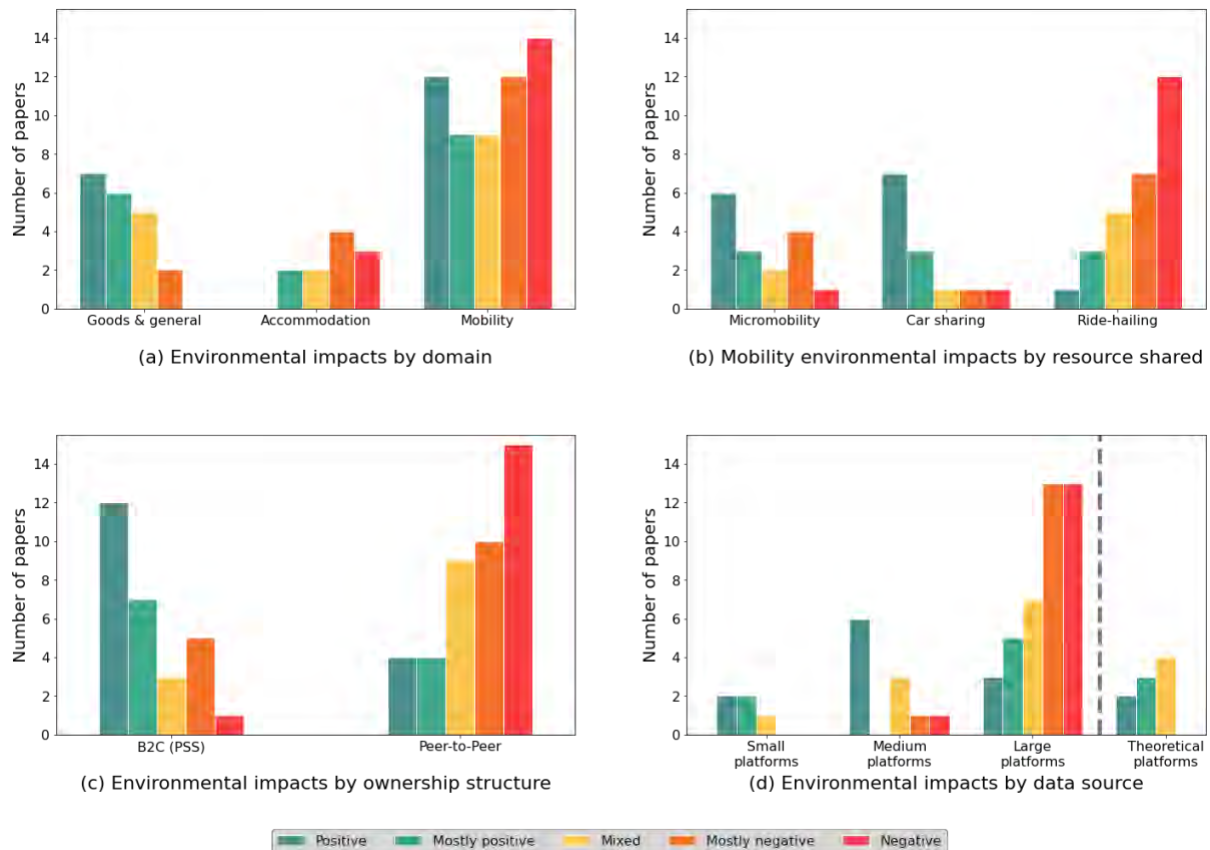 14
12
10
8
6
4
2
0
Number of papers
Goods & general Accommodation Mobility
(a) Environmental impacts by domain
14
12
10
8
6
4
2
0
Number of papers
Micromobility Car sharing Ride-hailing
(b) Mobility environmental impacts by resource shared
14
12
10
8
6
4
2
0
Number of papers
B2C (PSS) Peer-to-Peer
(c) Environmental impacts by ownership structure
14
12
10
8
6
4
2
0
Number of papers
Small Medium Large Theoretical
platforms platforms platforms platforms
(d) Environmental impacts by data source
Positive Mostly positive Mixed Mostly negative Negative